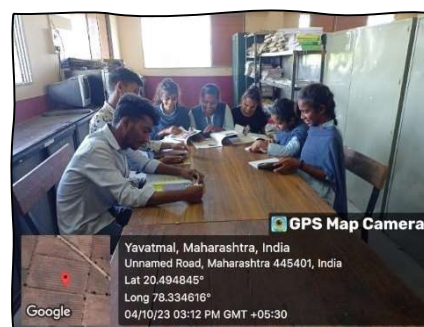 GPS Map Camera
Yavatmal, Maharashtra, India
Unnamed Road, Maharashtra 445401, India
Lat 20.494845°
Long 78.334616°
04/10/23 03:12 PM GMT +05:30
Google